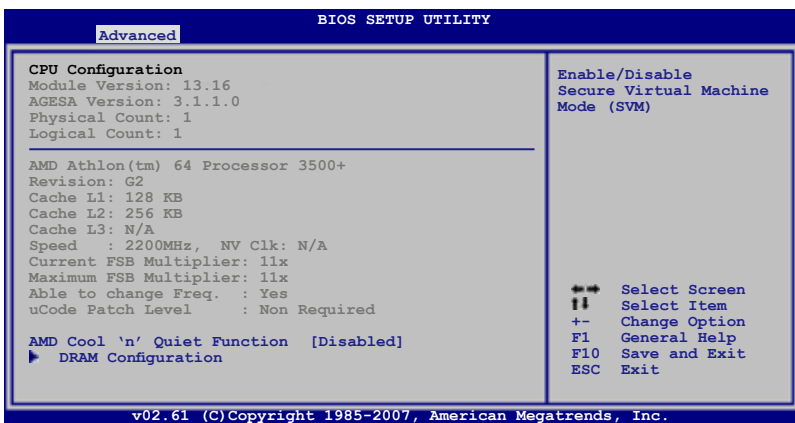 BIOS SETUP UTILITY
Advanced
CPU Configuration
Module Version: 13.16
AGESA Version: 3.1.1.0
Physical Count: 1
Logical Count: 1
AMD Athlon(tm) 64 Processor 3500+
Revision: G2
Cache L1: 128 KB
Cache L2: 256 KB
Cache L3: N/A
Speed : 2200MHz, NV Clk: N/A
Current FSB Multiplier: 11x
Maximum FSB Multiplier: 11x
Able to change Freq. : Yes
uCode Patch Level : Non Required
AMD Cool ‘n’ Quiet Function [Disabled]
DRAM Configuration
Enable/Disable
Secure Virtual Machine
Mode (SVM)
Select Screen
Select Item
+- Change Option
F1 General Help
F10 Save and Exit
ESC Exit
v02.61 (C)Copyright 1985-2007, American Megatrends, Inc.